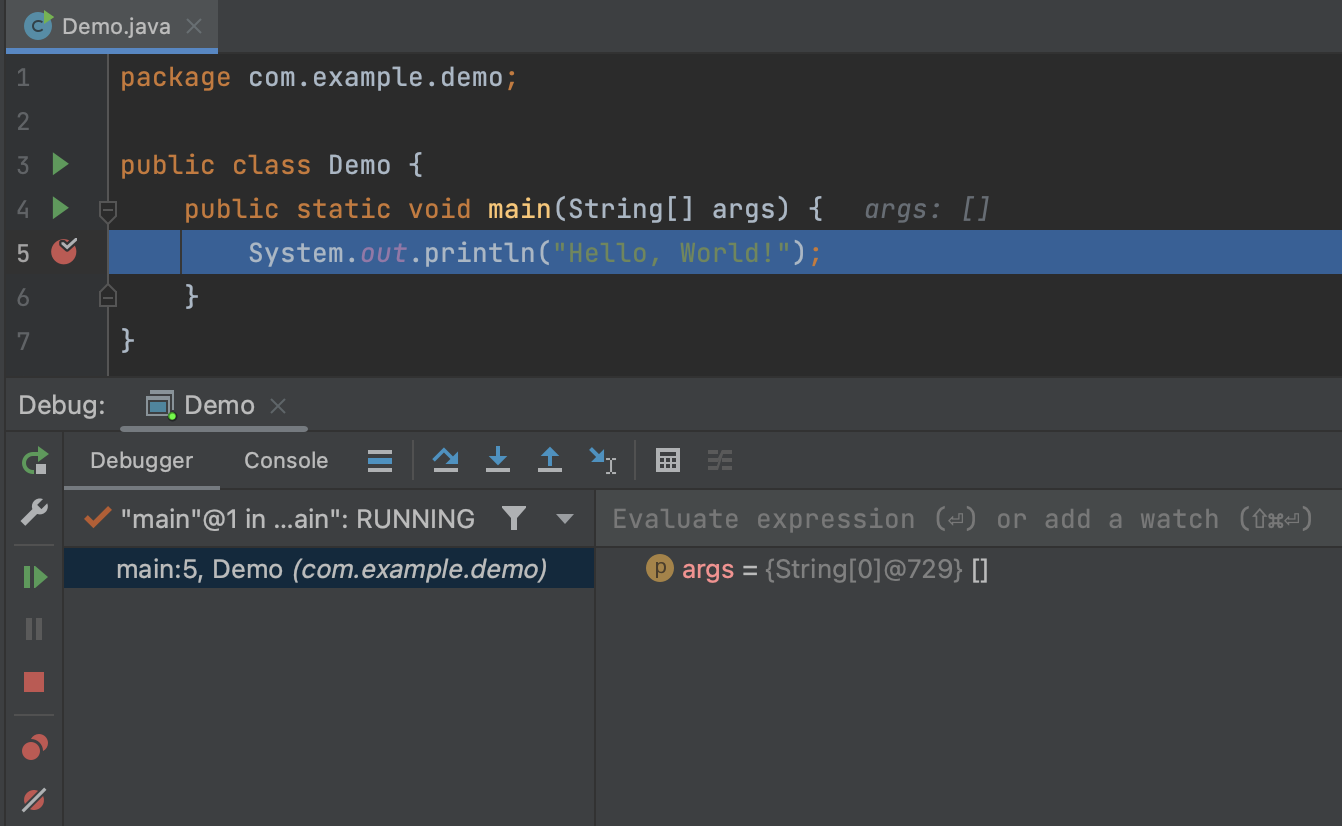 Demo.java
1 package com.example.demo;
2
3 public class Demo {
4 public static void main(String[] args) { args: []
5 System.out.println("Hello, World!");
6 }
7 }
Debug: Demo
Debugger Console
"main"@1 in ...ain": RUNNING
Evaluate expression (⏎) or add a watch (⇧⌘⏎)
main:5, Demo (com.example.demo)
p args = {String[0]@729} []